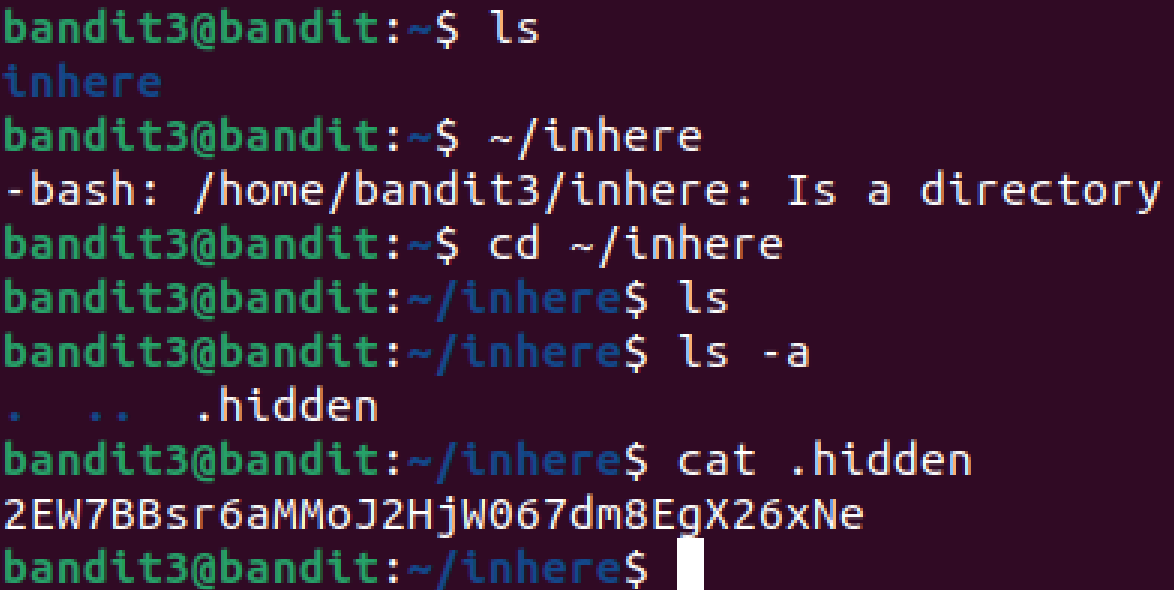 bandit3@bandit:~$ ls
inhere
bandit3@bandit:~$ ~/inhere
-bash: /home/bandit3/inhere: Is a directory
bandit3@bandit:~$ cd ~/inhere
bandit3@bandit:~/inhere$ ls
bandit3@bandit:~/inhere$ ls -a
.  ..  .hidden
bandit3@bandit:~/inhere$ cat .hidden
2EW7BBsr6aMMoJ2HjW067dm8EgX26xNe
bandit3@bandit:~/inhere$